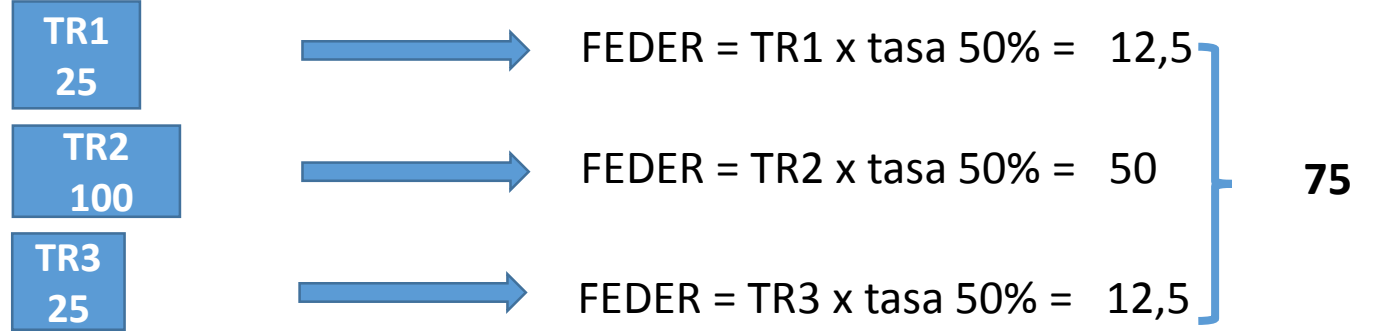 TR1
25
FEDER = TR1 x tasa 50% = 12,5
TR2
100
FEDER = TR2 x tasa 50% = 50
75
TR3
25
FEDER = TR3 x tasa 50% = 12,5